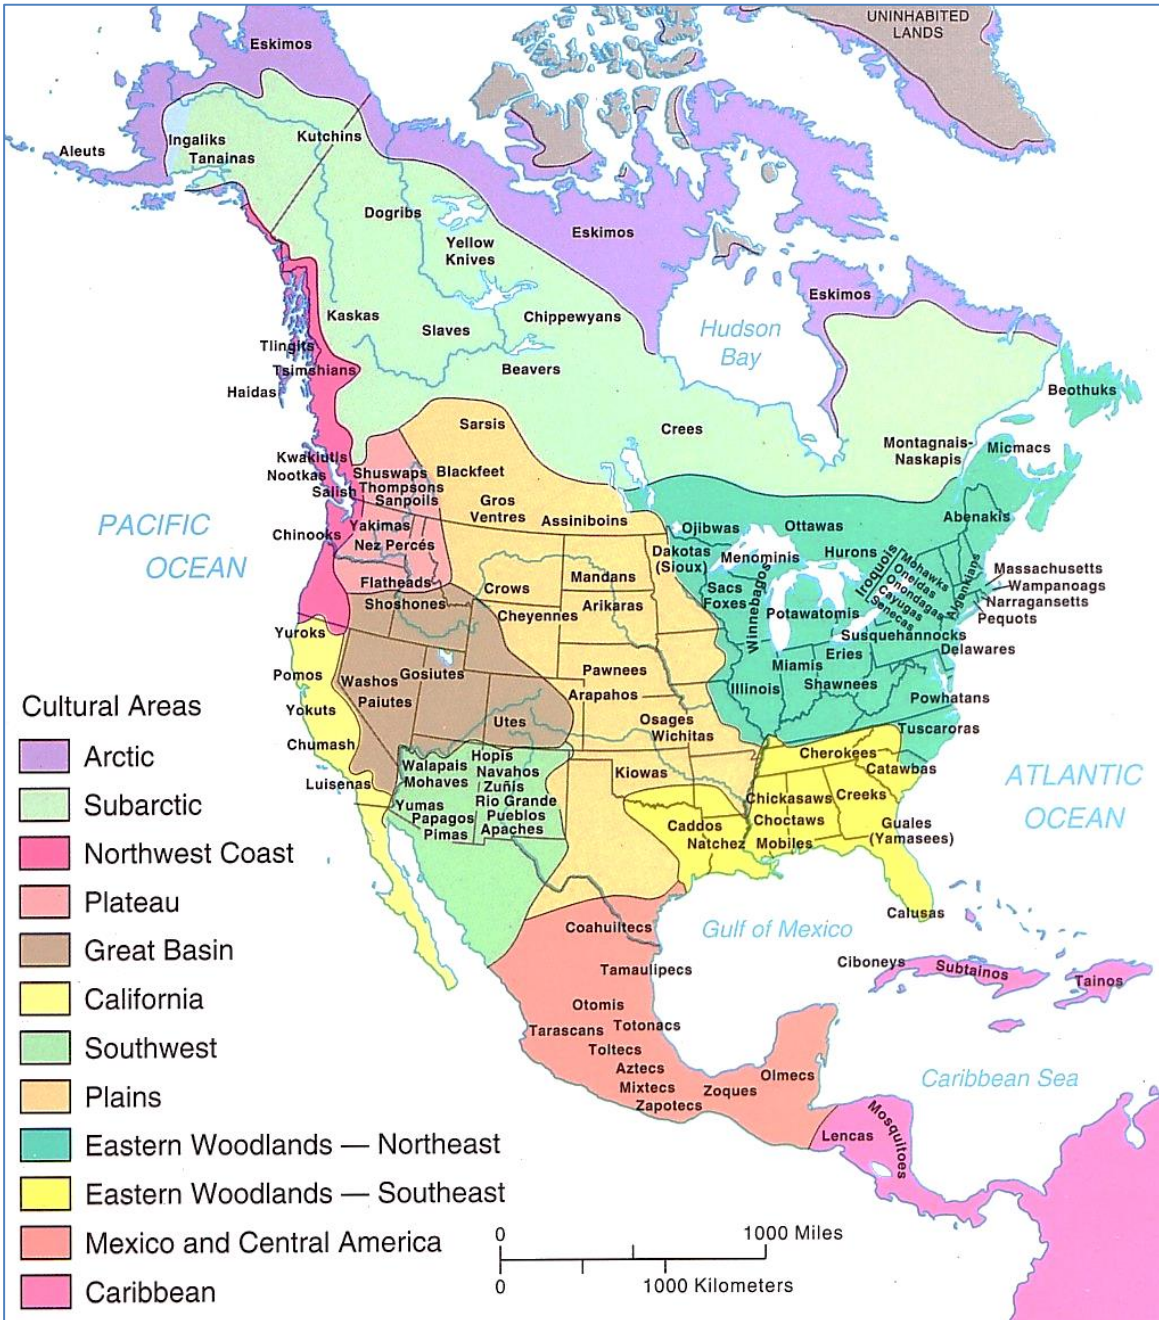 UNINHABITED
LANDS
Eskimos
Aleuts
Ingaliks
Tanainas
Kutchins
Dogribs
Yellow
Knives
Eskimos
Eskimos
Hudson
Bay
Kaskas
Slaves
Chippewyans
Beavers
Tlingits
Tsimshians
Haidas
Beothuks
Sarsis
Crees
Montagnais-
Naskapis
Micmacs
Kwakiutls
Nootkas
Salish
Shuswaps
Thompsons
Sanpoils
Blackfeet
Gros
Ventres
Assiniboins
Ojibwas
Ottawas
Abenakis
PACIFIC
OCEAN
Chinooks
Yakimas
Nez Percés
Flatheads
Dakotas
(Sioux)
Menominis
Hurons
Iroquois
Mohawks
Oneidas
Onondagas
Cayugas
Senecas
Algenkians
Massachusetts
Wampanoags
Narragansetts
Pequots
Crows
Mandans
Sacs
Foxes
Winnebagos
Potawatomis
Shoshones
Cheyennes
Arikaras
Susquehannocks
Delawares
Yuroks
Pomos
Washos
Gosiutes
Paiutes
Pawnees
Arapahos
Miamis
Eries
Illinois
Shawnees
Powhatans
Yokuts
Utes
Osages
Wichitas
Tuscaroras
Chumash
Luisenas
Walapais
Mohaves
Hopis
Navahos
Zuñis
Rio Grande
Pueblos
Apaches
Yumas
Papagos
Pimas
Kiowas
Cherokees
Catawbas
Chickasaws
Creeks
Choctaws
Caddos
Natchez
Mobiles
Guales
(Yamasees)
Calusas
ATLANTIC
OCEAN
Coahuiltecs
Gulf of Mexico
Tamaulipecs
Ciboneys
Subtainos
Tainos
Otomis
Tarascans
Totonacs
Toltecs
Aztecs
Mixtecs
Zapotecs
Zoques
Olmecs
Caribbean Sea
Lencas
Mosquitoes
Cultural Areas
Arctic
Subarctic
Northwest Coast
Plateau
Great Basin
California
Southwest
Plains
Eastern Woodlands — Northeast
Eastern Woodlands — Southeast
Mexico and Central America
Caribbean
0 1000 Miles
0 1000 Kilometers